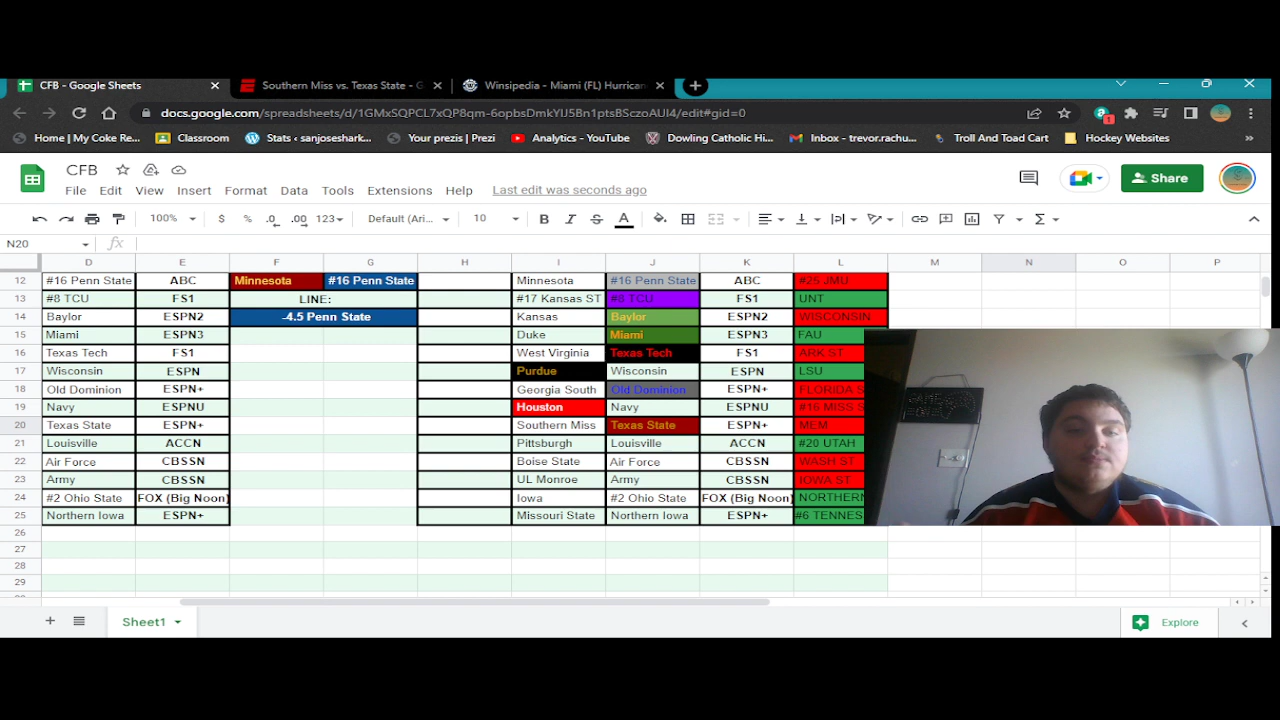 CFB - Google Sheets
Southern Miss vs. Texas State - G
Winsipedia - Miami (FL) Hurrican
docs.google.com/spreadsheets/d/
Home | My Coke Re...
Classroom
Stats ‹ sanjoseshark...
Your prezis | Prezi
Analytics - YouTube
Dowling Catholic Hi...
Inbox - trevor.rachu...
Troll And Toad Cart
Hockey Websites
CFB
File Edit View Insert Format Data Tools Extensions Help Last edit was seconds ago
Share
100% $ % .0 .00 123 Default (Ari... 10 B I S A
N20 fx
D E F G H I J K L M N O P
12 #16 Penn State ABC Minnesota #16 Penn State Minnesota #16 Penn State ABC #25 JMU
13 #8 TCU FS1 LINE: #17 Kansas ST #8 TCU FS1 UNT
14 Baylor ESPN2 -4.5 Penn State Kansas Baylor ESPN2 WISCONSIN
15 Miami ESPN3 Duke Miami ESPN3 FAU
16 Texas Tech FS1 West Virginia Texas Tech FS1 ARK ST
17 Wisconsin ESPN Purdue Wisconsin ESPN LSU
18 Old Dominion ESPN+ Georgia South Old Dominion ESPN+ FLORIDA S
19 Navy ESPNU Houston Navy ESPNU #16 MISS S
20 Texas State ESPN+ Southern Miss Texas State ESPN+ MEM
21 Louisville ACCN Pittsburgh Louisville ACCN #20 UTAH
22 Air Force CBSSN Boise State Air Force CBSSN WASH ST
23 Army CBSSN UL Monroe Army CBSSN IOWA ST
24 #2 Ohio State FOX (Big Noon) Iowa #2 Ohio State FOX (Big Noon) NORTHERN
25 Northern Iowa ESPN+ Missouri State Northern Iowa ESPN+ #6 TENNES
26
27
28
29
Sheet1
Explore